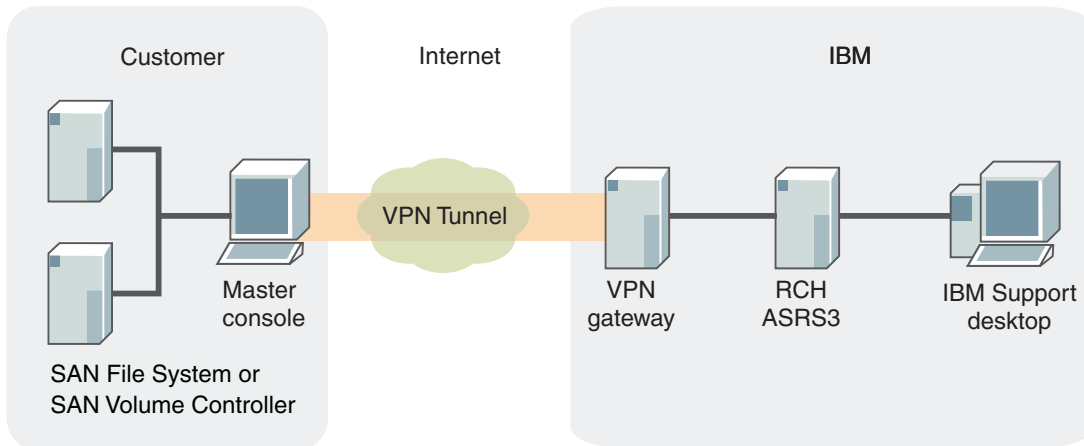 Customer
Internet
IBM
VPN Tunnel
Master
console
VPN
gateway
RCH
ASRS3
IBM Support
desktop
SAN File System or
SAN Volume Controller